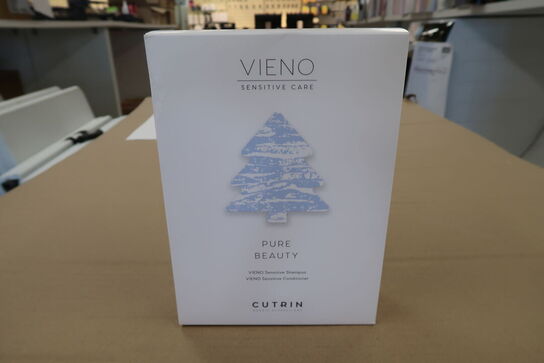 VIENO
SENSITIVE CARE
PURE
BEAUTY
VIENO Sensitive Shampoo
VIENO Sensitive Conditioner
CUTRIN